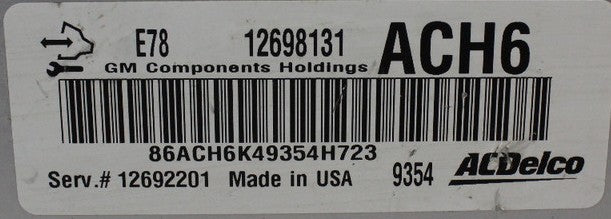 E78 12698131 ACH6
GM Components Holdings
86ACH6K49354H723
Serv.# 12692201 Made in USA 9354 ACDelco